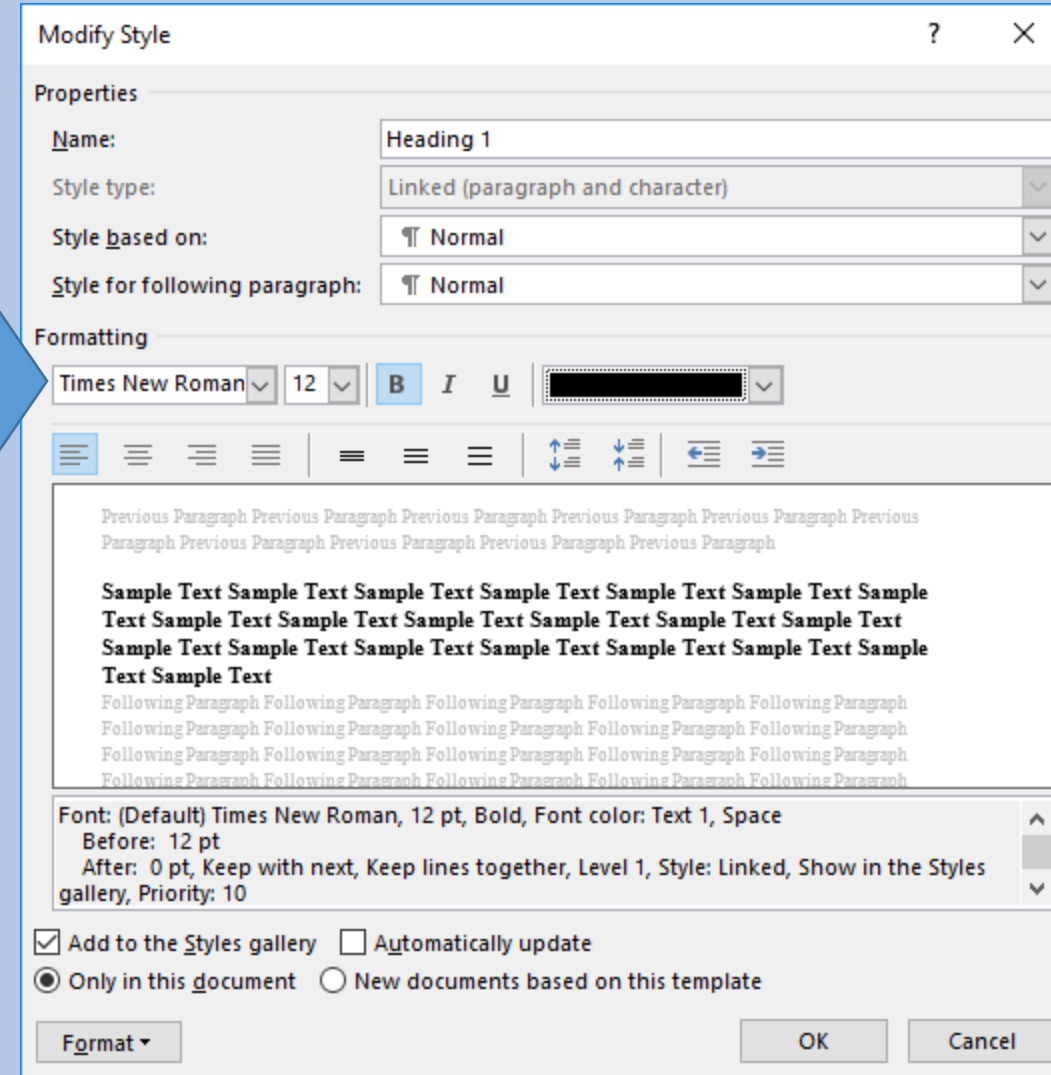 Modify Style ?
Properties
Name: Heading 1
Style type: Linked (paragraph and character)
Style based on: ¶ Normal
Style for following paragraph: ¶ Normal
Formatting
Times New Roman 12 B I U
Previous Paragraph Previous Paragraph Previous Paragraph Previous Paragraph Previous Paragraph Previous
Paragraph Previous Paragraph Previous Paragraph Previous Paragraph Previous Paragraph
Sample Text Sample Text Sample Text Sample Text Sample Text Sample Text Sample
Text Sample Text Sample Text Sample Text Sample Text Sample Text Sample Text
Sample Text Sample Text Sample Text Sample Text Sample Text Sample Text Sample
Text Sample Text
Following Paragraph Following Paragraph Following Paragraph Following Paragraph Following Paragraph
Following Paragraph Following Paragraph Following Paragraph Following Paragraph Following Paragraph
Following Paragraph Following Paragraph Following Paragraph Following Paragraph Following Paragraph
Following Paragraph Following Paragraph Following Paragraph Following Paragraph Following Paragraph
Font: (Default) Times New Roman, 12 pt, Bold, Font color: Text 1, Space
Before: 12 pt
After: 0 pt, Keep with next, Keep lines together, Level 1, Style: Linked, Show in the Styles
gallery, Priority: 10
Add to the Styles gallery Automatically update
Only in this document New documents based on this template
Format OK Cancel